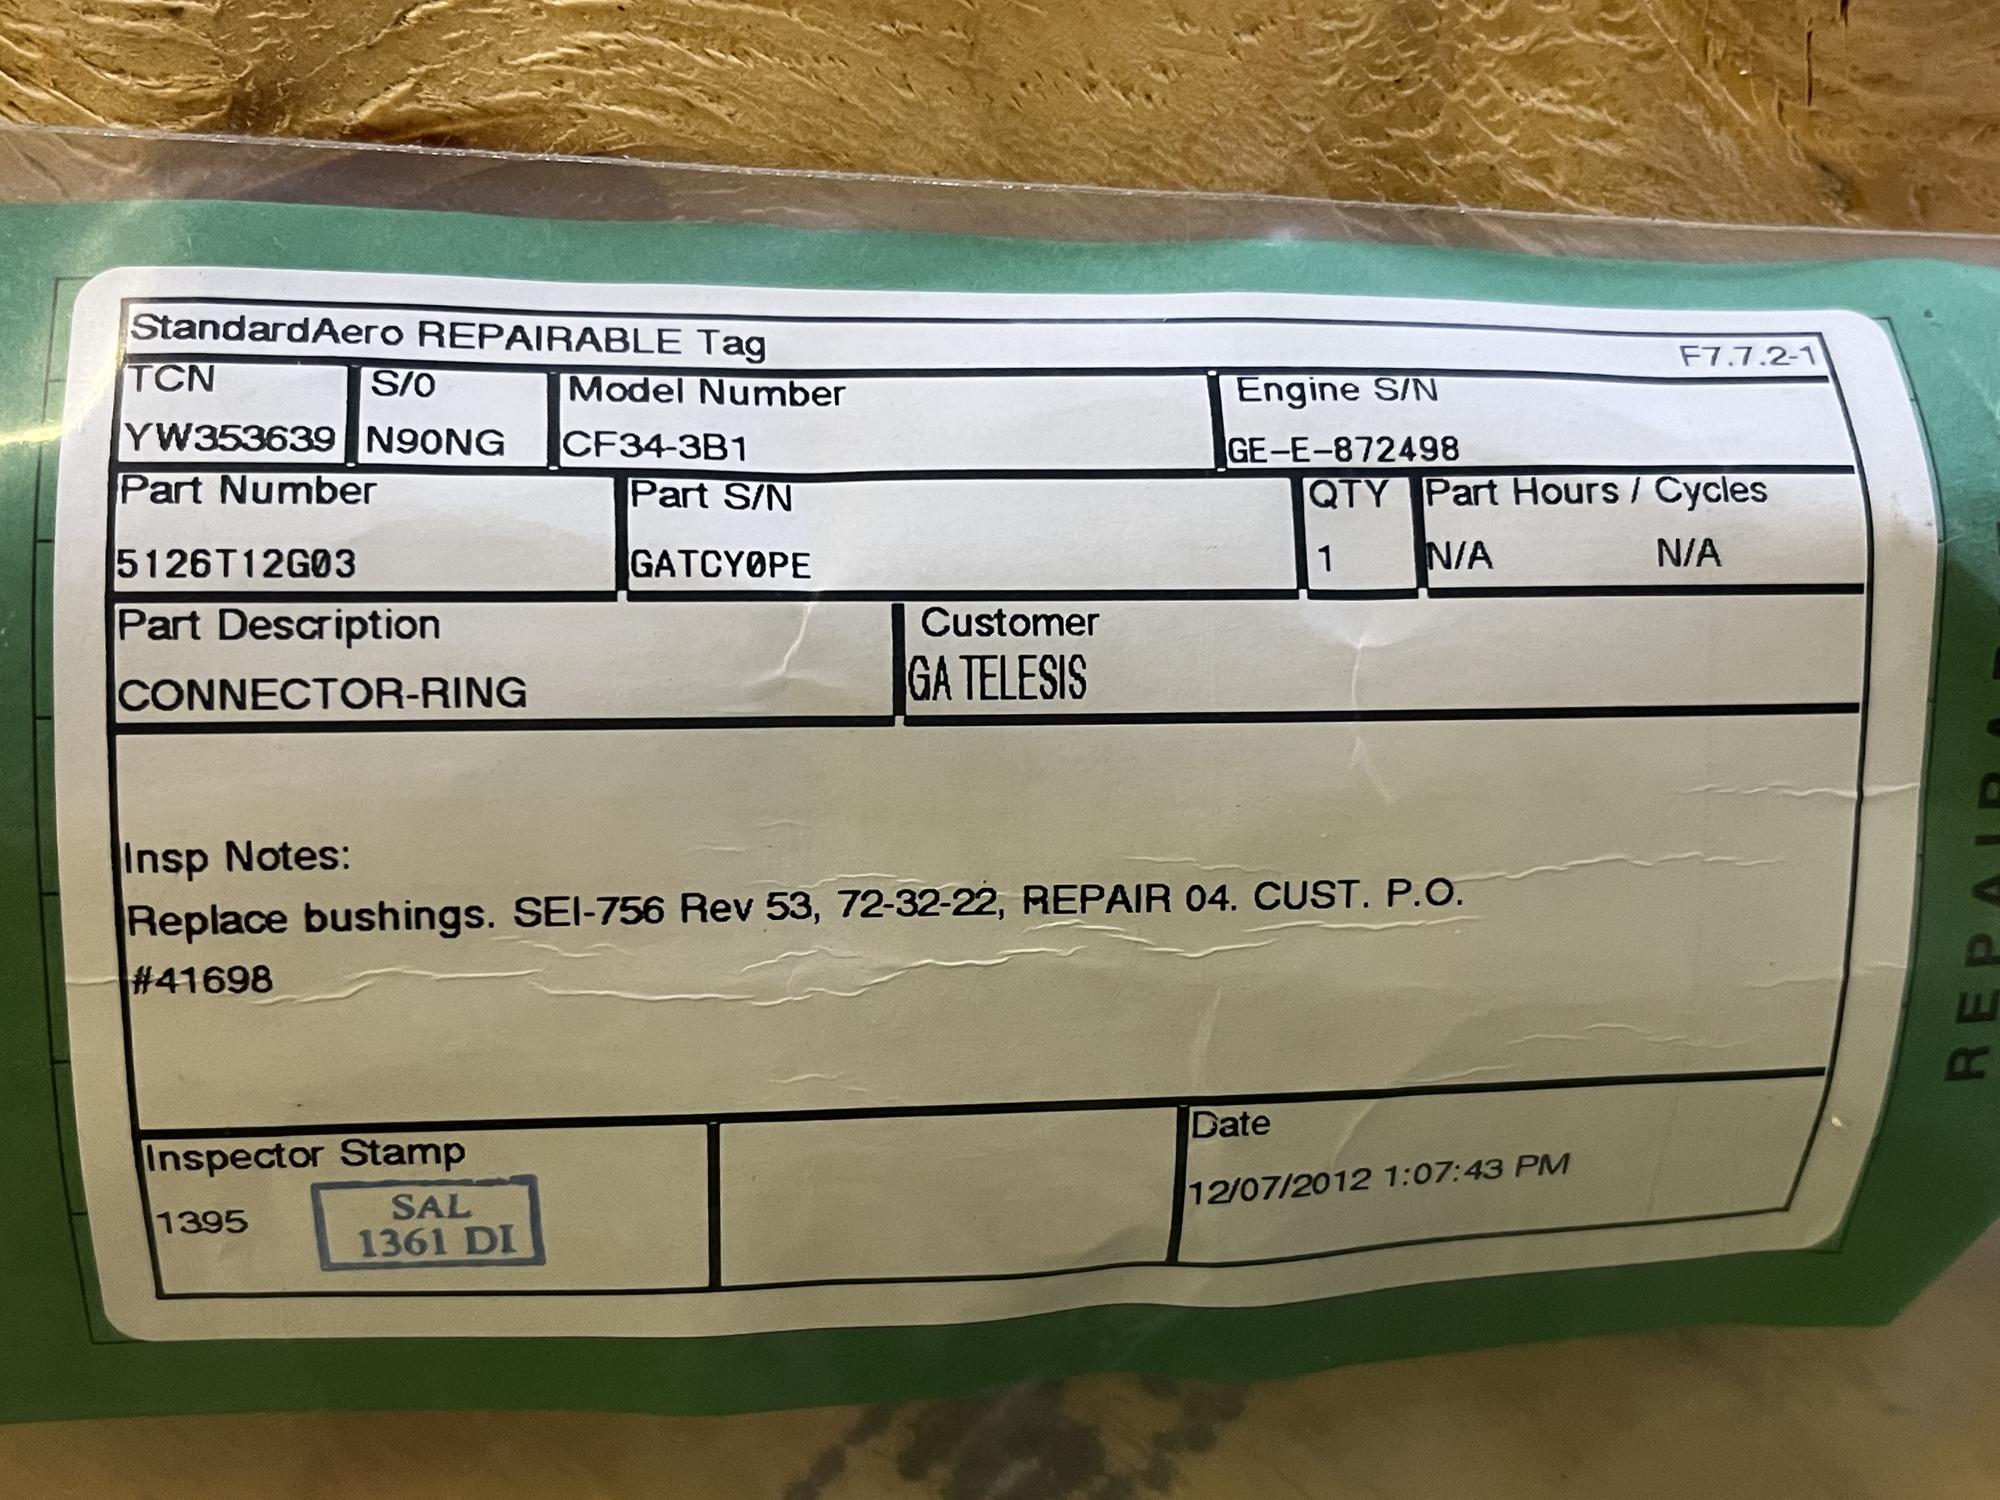 StandardAero REPAIRABLE Tag F7.7.2-1
TCN S/O Model Number Engine S/N
YW353639 N90NG CF34-3B1 GE-E-872498
Part Number Part S/N QTY Part Hours / Cycles
5126T12G03 GATCY0PE 1 N/A N/A
Part Description Customer
CONNECTOR-RING GA TELESIS
Insp Notes:
Replace bushings. SEI-756 Rev 53, 72-32-22, REPAIR 04. CUST. P.O.
#41698
Inspector Stamp Date
1395 SAL 12/07/2012 1:07:43 PM
1361 DI